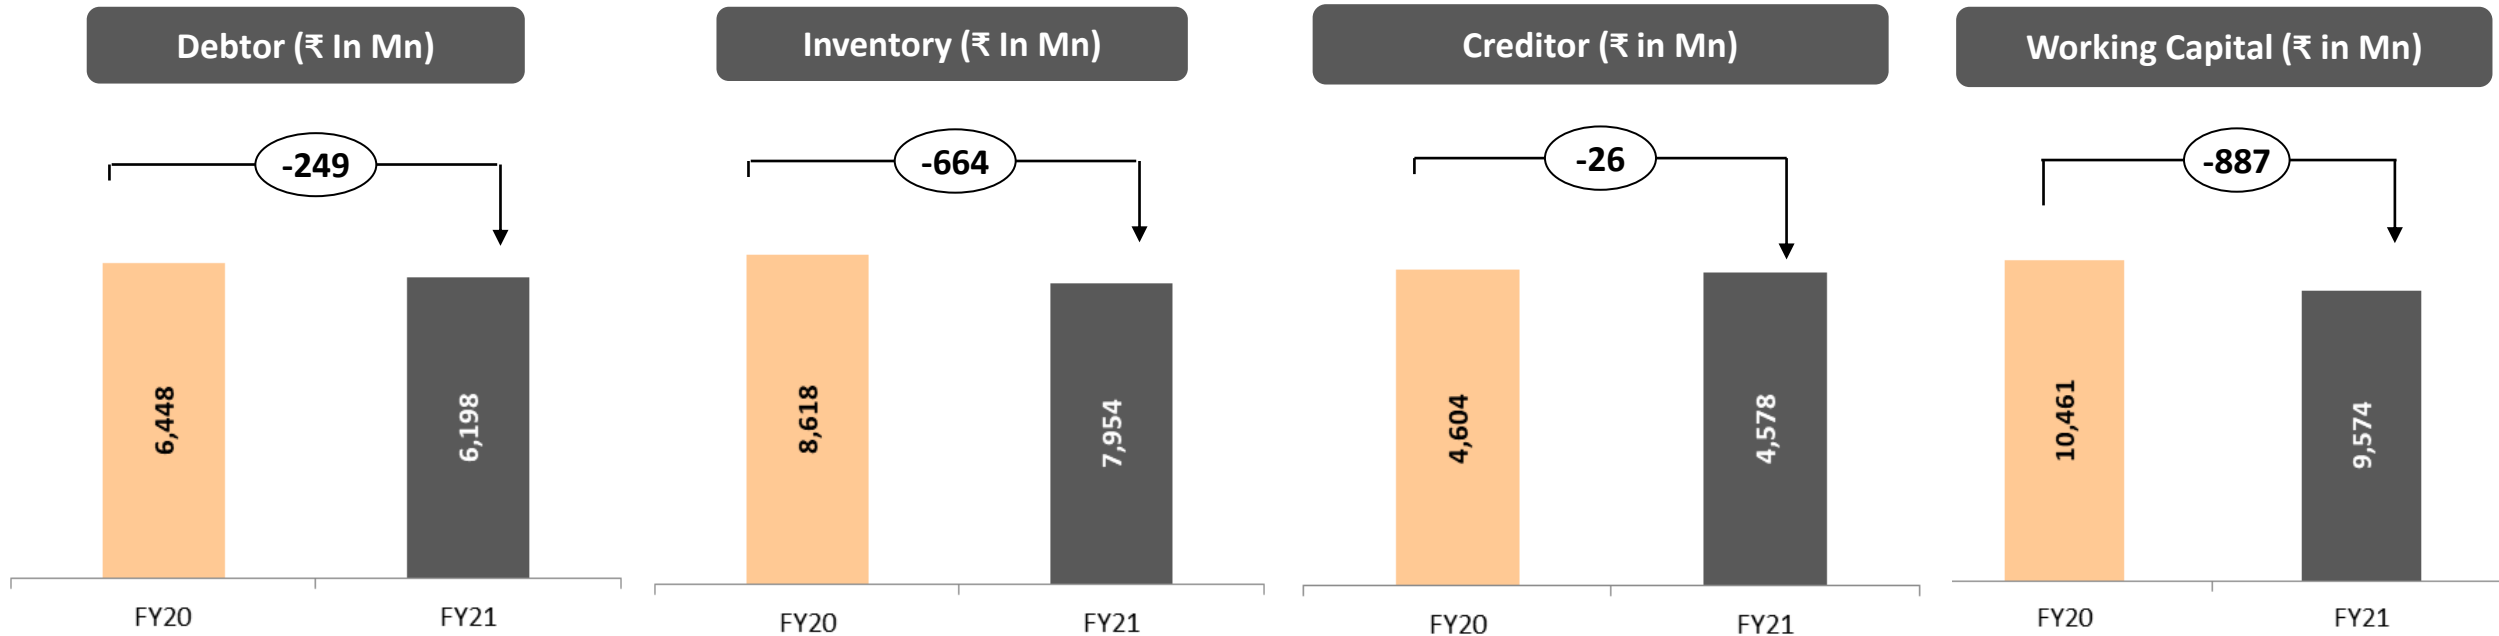 Debtor (₹ In Mn)
-249
6,448
6,198
FY20
FY21
Inventory (₹ In Mn)
-664
8,618
7,954
FY20
FY21
Creditor (₹ in Mn)
-26
4,604
4,578
FY20
FY21
Working Capital (₹ in Mn)
-887
10,461
9,574
FY20
FY21